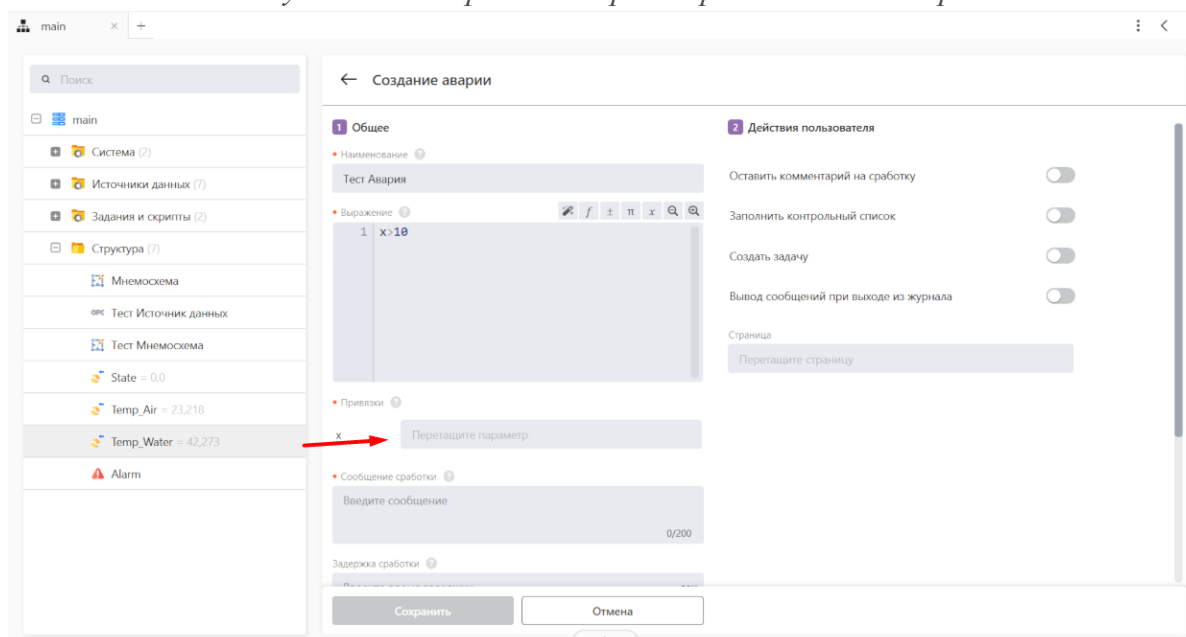 main × +
Поиск
main
Система (2)
Источники данных (7)
Задания и скрипты (2)
Структура (7)
Мнемосхема
OPC Тест Источник данных
Тест Мнемосхема
State = 0,0
Temp_Air = 23,218
Temp_Water = 42,273
Alarm
Создание аварии
1 Общее
• Наименование ?
Тест Авария
• Выражение ? f ± π x
1 x>10
• Привязки ?
x Перетащите параметр
• Сообщение сработки ?
Введите сообщение
0/200
Задержка сработки ?
Сохранить Отмена
2 Действия пользователя
Оставить комментарий на сработку
Заполнить контрольный список
Создать задачу
Вывод сообщений при выходе из журнала
Страница
Перетащите страницу